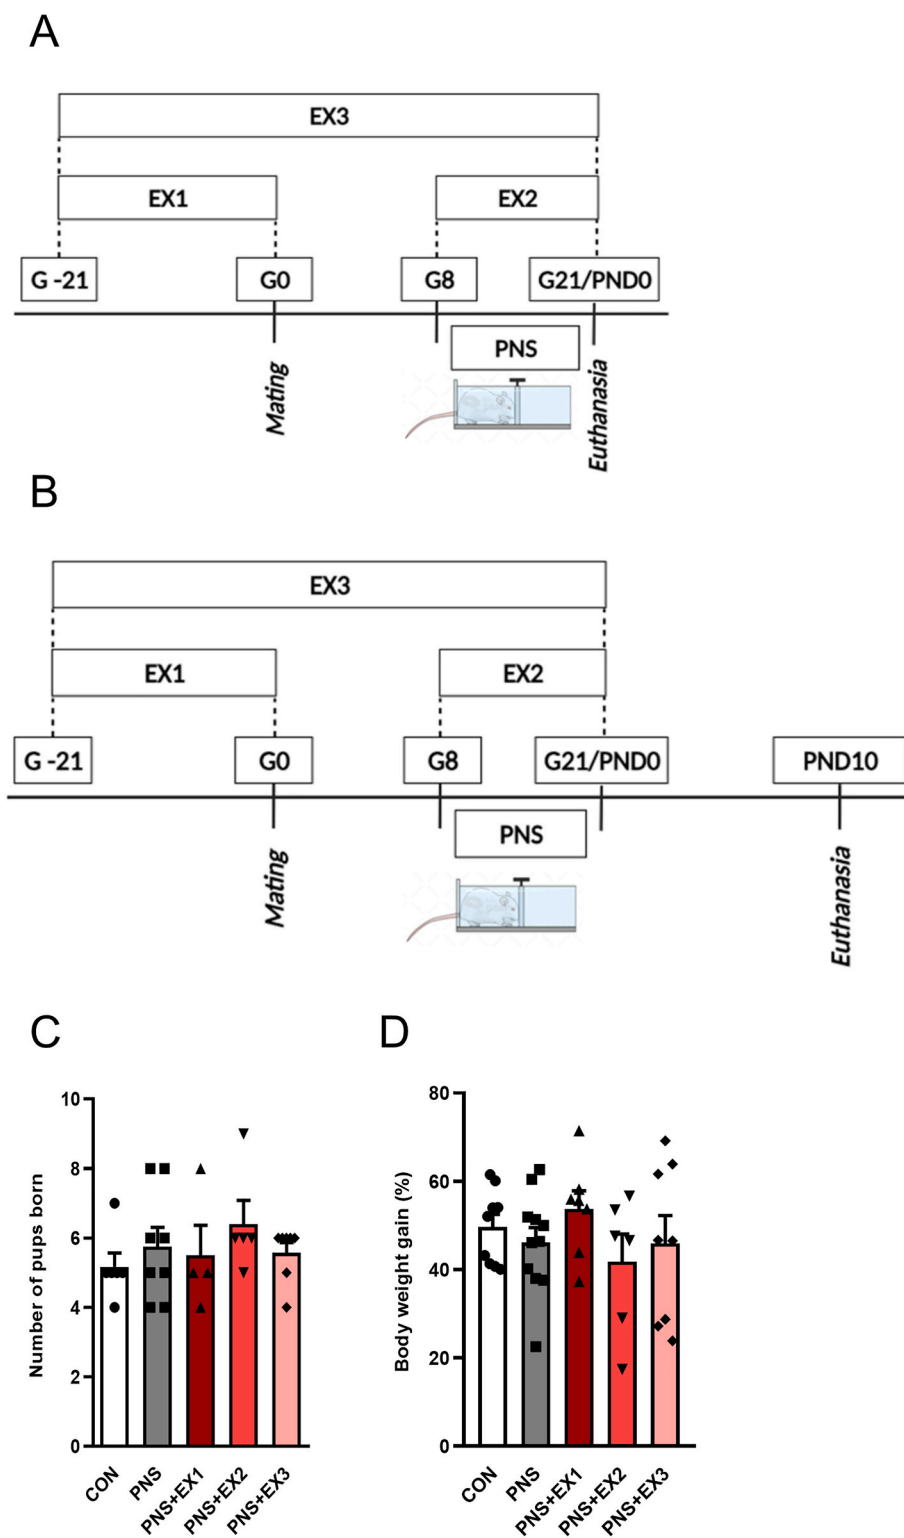 A
EX3
EX1
EX2
G -21
G0
G8
G21/PND0
PNS
Mating
Euthanasia
B
EX3
EX1
EX2
G -21
G0
G8
G21/PND0
PND10
PNS
Mating
Euthanasia
C
Number of pups born
10
8
6
4
2
0
CON
PNS
PNS+EX1
PNS+EX2
PNS+EX3
D
Body weight gain (%)
80
60
40
20
0
CON
PNS
PNS+EX1
PNS+EX2
PNS+EX3